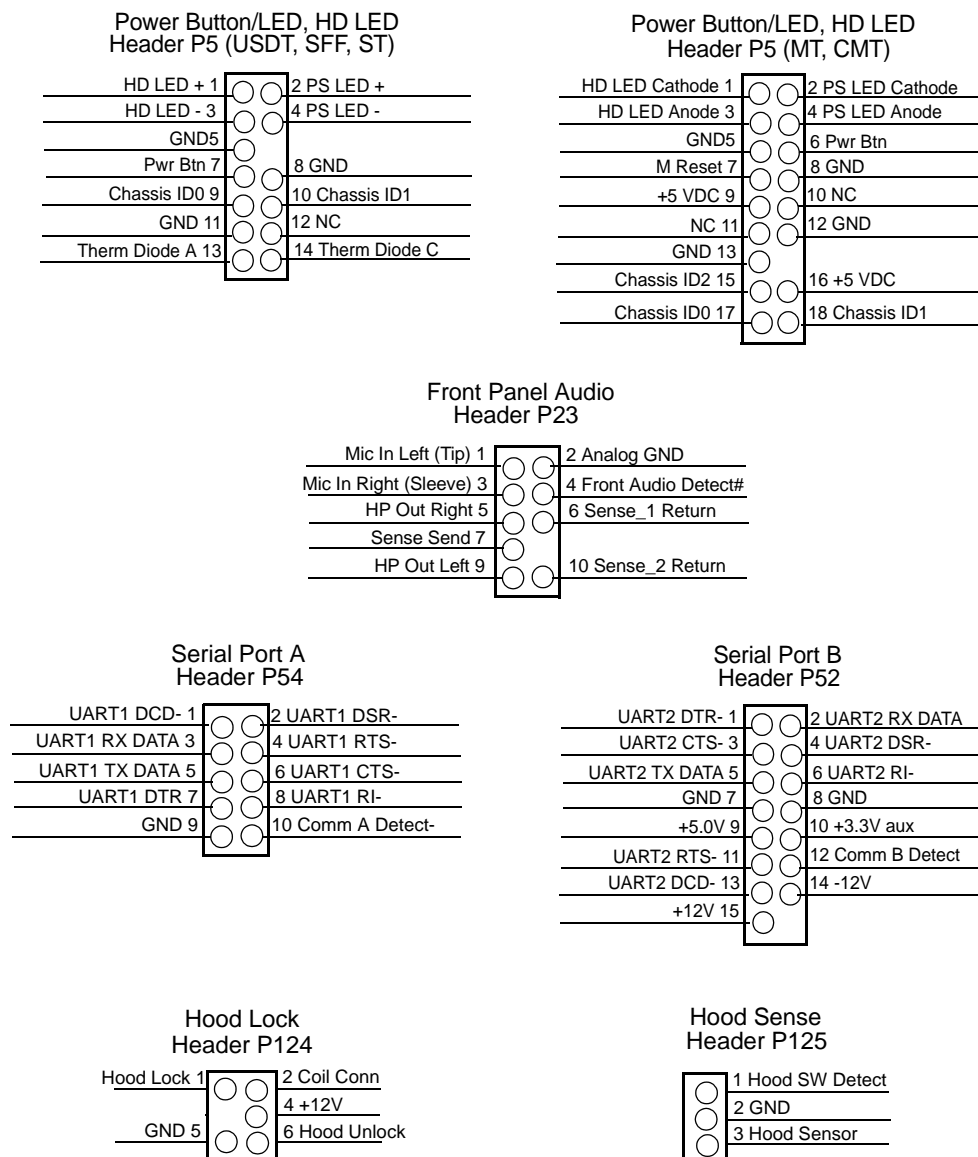 Power Button/LED, HD LED
Header P5 (USDT, SFF, ST)
HD LED + 1
2 PS LED +
HD LED - 3
4 PS LED -
GND5
Pwr Btn 7
8 GND
Chassis ID0 9
10 Chassis ID1
GND 11
12 NC
Therm Diode A 13
14 Therm Diode C
Power Button/LED, HD LED
Header P5 (MT, CMT)
HD LED Cathode 1
2 PS LED Cathode
HD LED Anode 3
4 PS LED Anode
GND5
6 Pwr Btn
M Reset 7
8 GND
+5 VDC 9
10 NC
NC 11
12 GND
GND 13
Chassis ID2 15
16 +5 VDC
Chassis ID0 17
18 Chassis ID1
Front Panel Audio
Header P23
Mic In Left (Tip) 1
2 Analog GND
Mic In Right (Sleeve) 3
4 Front Audio Detect#
HP Out Right 5
6 Sense_1 Return
Sense Send 7
HP Out Left 9
10 Sense_2 Return
Serial Port A
Header P54
UART1 DCD- 1
2 UART1 DSR-
UART1 RX DATA 3
4 UART1 RTS-
UART1 TX DATA 5
6 UART1 CTS-
UART1 DTR 7
8 UART1 RI-
GND 9
10 Comm A Detect-
Serial Port B
Header P52
UART2 DTR- 1
2 UART2 RX DATA
UART2 CTS- 3
4 UART2 DSR-
UART2 TX DATA 5
6 UART2 RI-
GND 7
8 GND
+5.0V 9
10 +3.3V aux
UART2 RTS- 11
12 Comm B Detect
UART2 DCD- 13
14 -12V
+12V 15
Hood Lock
Header P124
Hood Lock 1
2 Coil Conn
4 +12V
GND 5
6 Hood Unlock
Hood Sense
Header P125
1 Hood SW Detect
2 GND
3 Hood Sensor